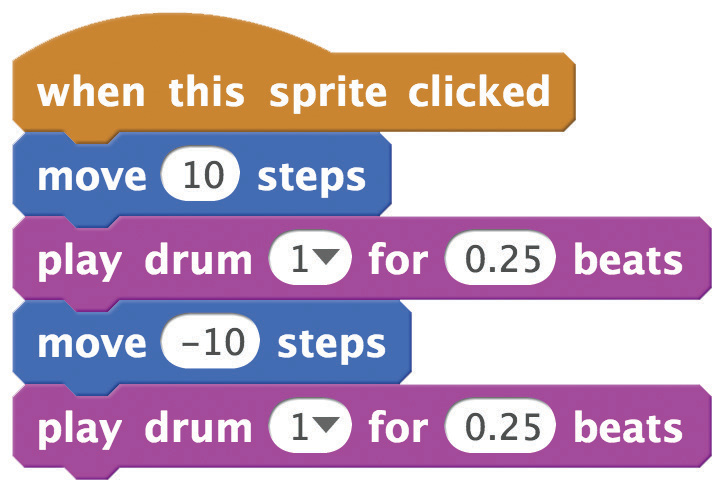 when this sprite clicked
move 10 steps
play drum 1 for 0.25 beats
move -10 steps
play drum 1 for 0.25 beats